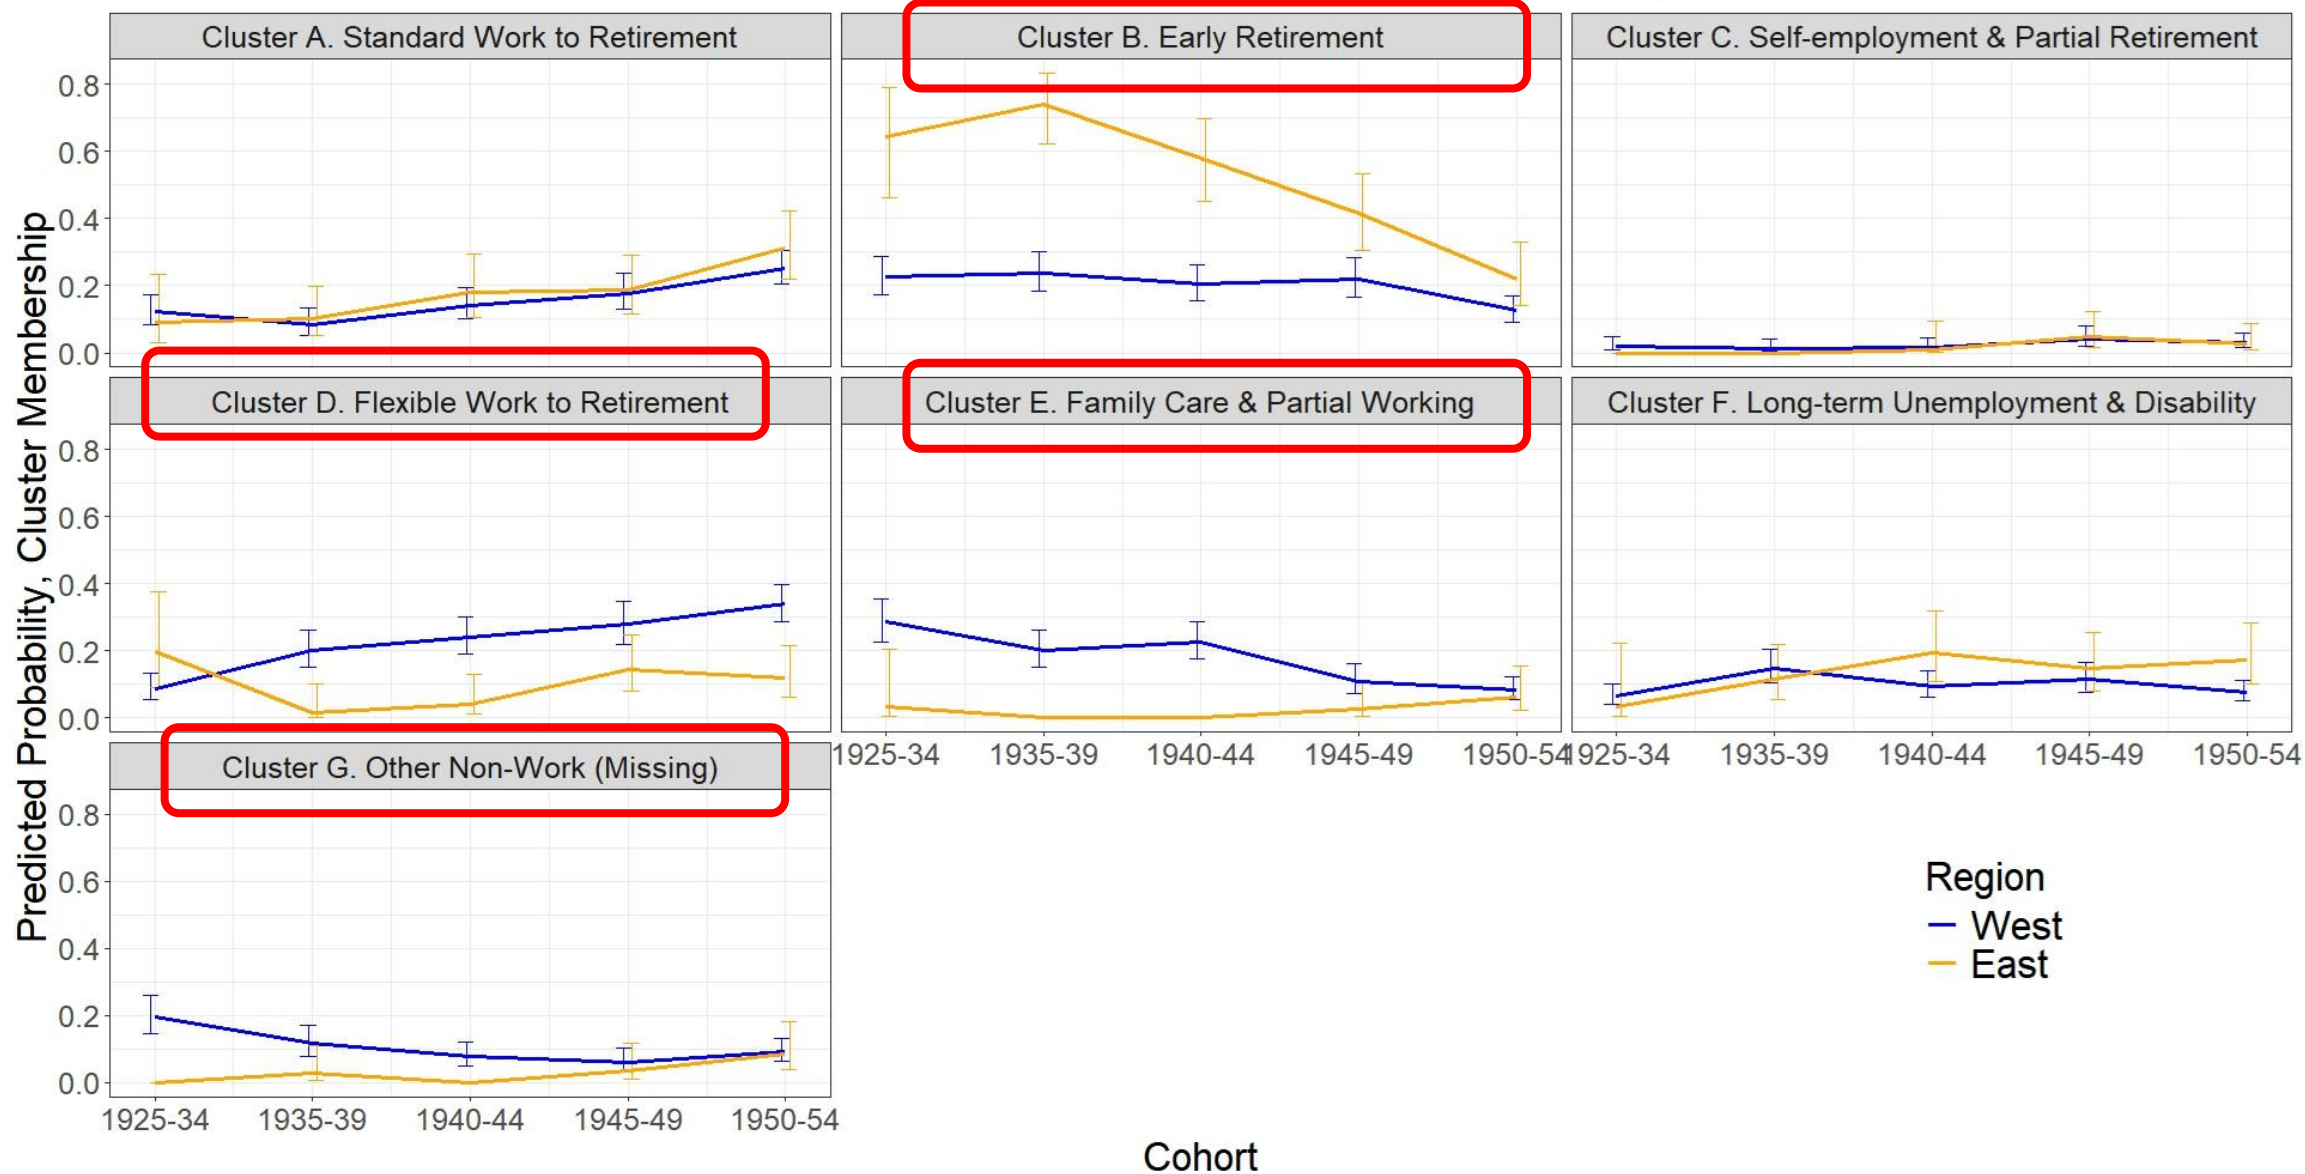 Cluster A. Standard Work to Retirement
Cluster B. Early Retirement
Cluster C. Self-employment & Partial Retirement
0.8
0.6
0.4
0.2
0.0
Predicted Probability, Cluster Membership
Cluster D. Flexible Work to Retirement
Cluster E. Family Care & Partial Working
Cluster F. Long-term Unemployment & Disability
0.8
0.6
0.4
0.2
0.0
1925-34 1935-39 1940-44 1945-49 1950-54
1925-34 1935-39 1940-44 1945-49 1950-54
Cluster G. Other Non-Work (Missing)
0.8
0.6
0.4
0.2
0.0
1925-34 1935-39 1940-44 1945-49 1950-54
Region
West
East
Cohort